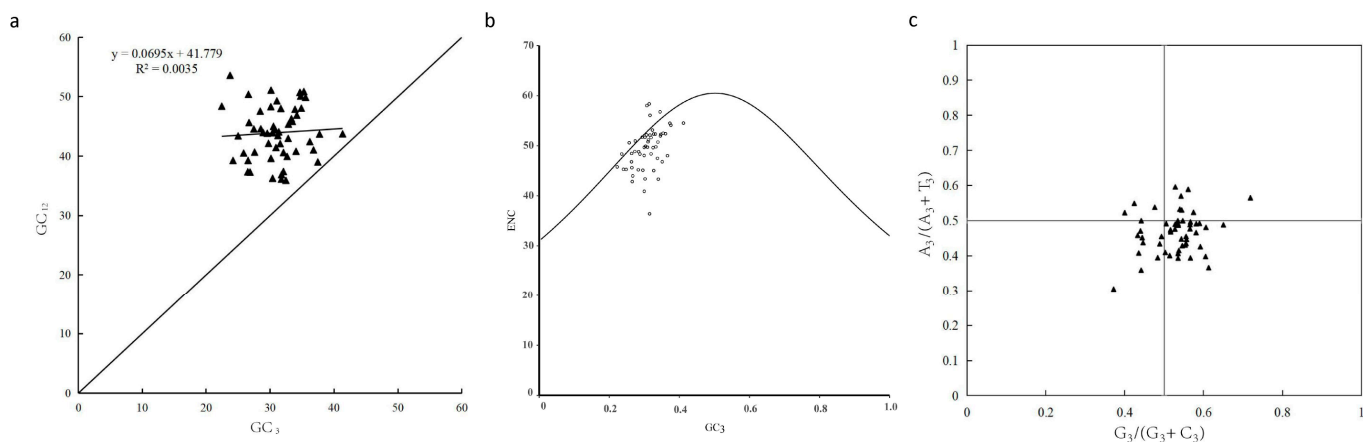 a
y = 0.0695x + 41.779
R² = 0.0035
60
50
40
30
20
10
0
GC₁₂
0 10 20 30 40 50 60
GC₃
b
70
60
50
40
30
20
10
0
ENC
0 0.2 0.4 0.6 0.8 1.0
GC₃
c
1
0.9
0.8
0.7
0.6
0.5
0.4
0.3
0.2
0.1
0
A₃/(A₃+ T₃)
0 0.2 0.4 0.6 0.8 1
G₃/(G₃+ C₃)